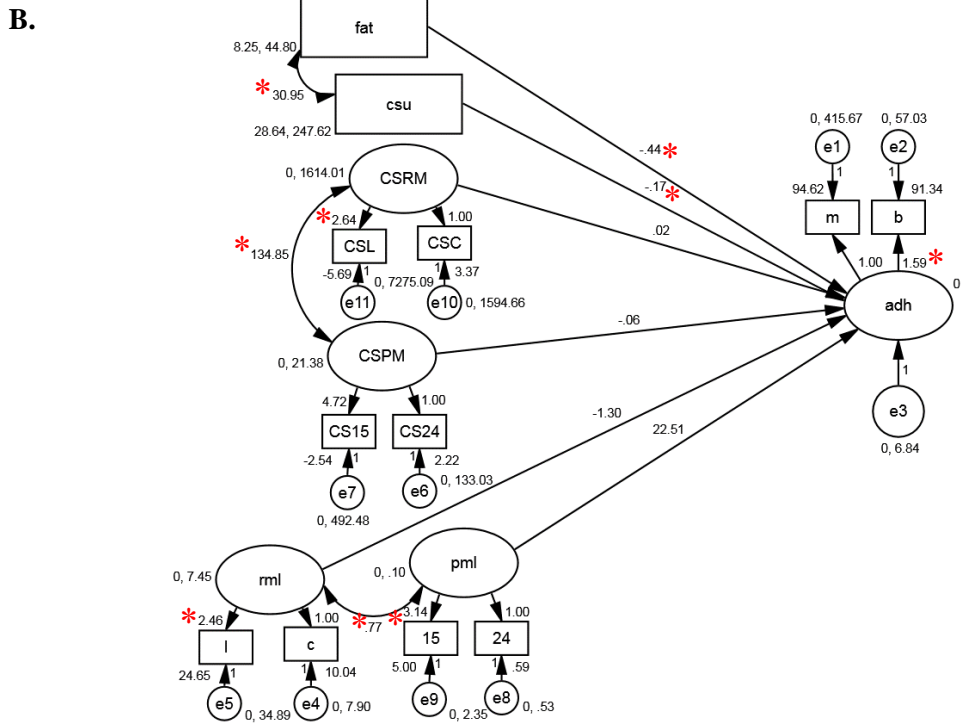 B.
fat
8.25, 44.80
* 30.95
csu
28.64, 247.62
-.44 *
-.17 *
0, 415.67
0, 57.03
e1
e2
1
1
94.62
91.34
m
b
1.00
1.59 *
0
adh
1
e3
0, 6.84
0, 1614.01
CSRM
.02
* 2.64
1.00
CSL
CSC
-5.69
1
1
3.37
e11
0, 7275.09
e10
0, 1594.66
* 134.85
0, 21.38
CSPM
-.06
4.72
1.00
CS15
CS24
-2.54
1
1
2.22
e7
e6
0, 133.03
0, 492.48
-1.30
22.51
0, 7.45
rml
0, .10
pml
* 2.46
1.00
* .77
* 3.14
1.00
l
c
15
24
24.65
1
1
10.04
5.00
1
1
.59
e5
0, 34.89
e4
0, 7.90
e9
0, 2.35
e8
0, .53